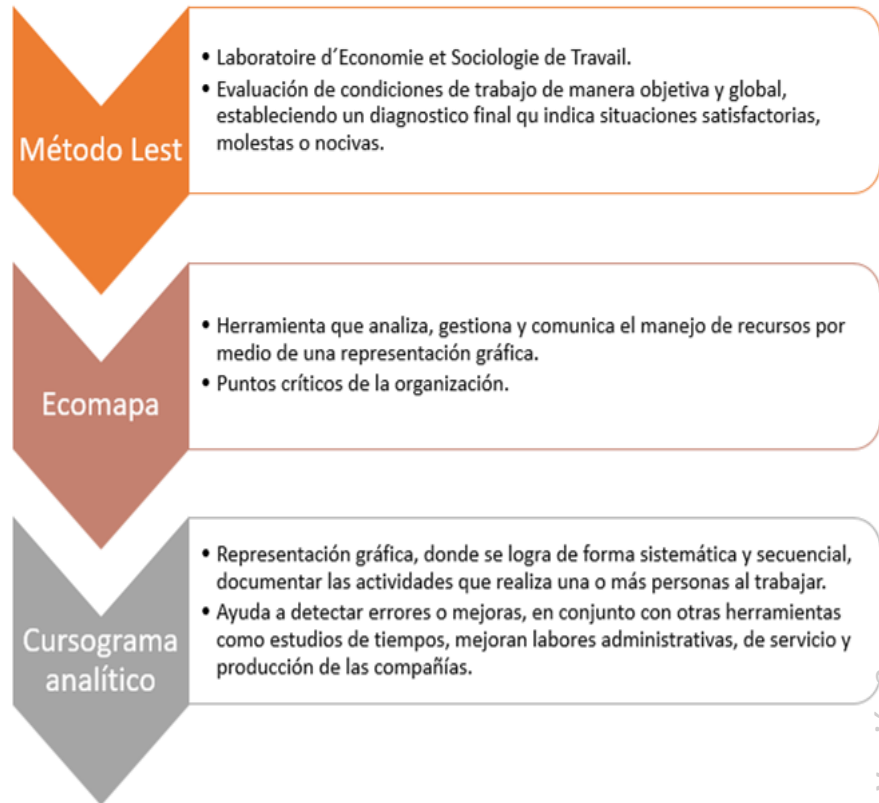 Método Lest
• Laboratoire d´Economie et Sociologie de Travail.
• Evaluación de condiciones de trabajo de manera objetiva y global,
estableciendo un diagnostico final qu indica situaciones satisfactorias,
molestas o nocivas.
Ecomapa
• Herramienta que analiza, gestiona y comunica el manejo de recursos por
medio de una representación gráfica.
• Puntos críticos de la organización.
Cursograma
analítico
• Representación gráfica, donde se logra de forma sistemática y secuencial,
documentar las actividades que realiza una o más personas al trabajar.
• Ayuda a detectar errores o mejoras, en conjunto con otras herramientas
como estudios de tiempos, mejoran labores administrativas, de servicio y
producción de las compañías.